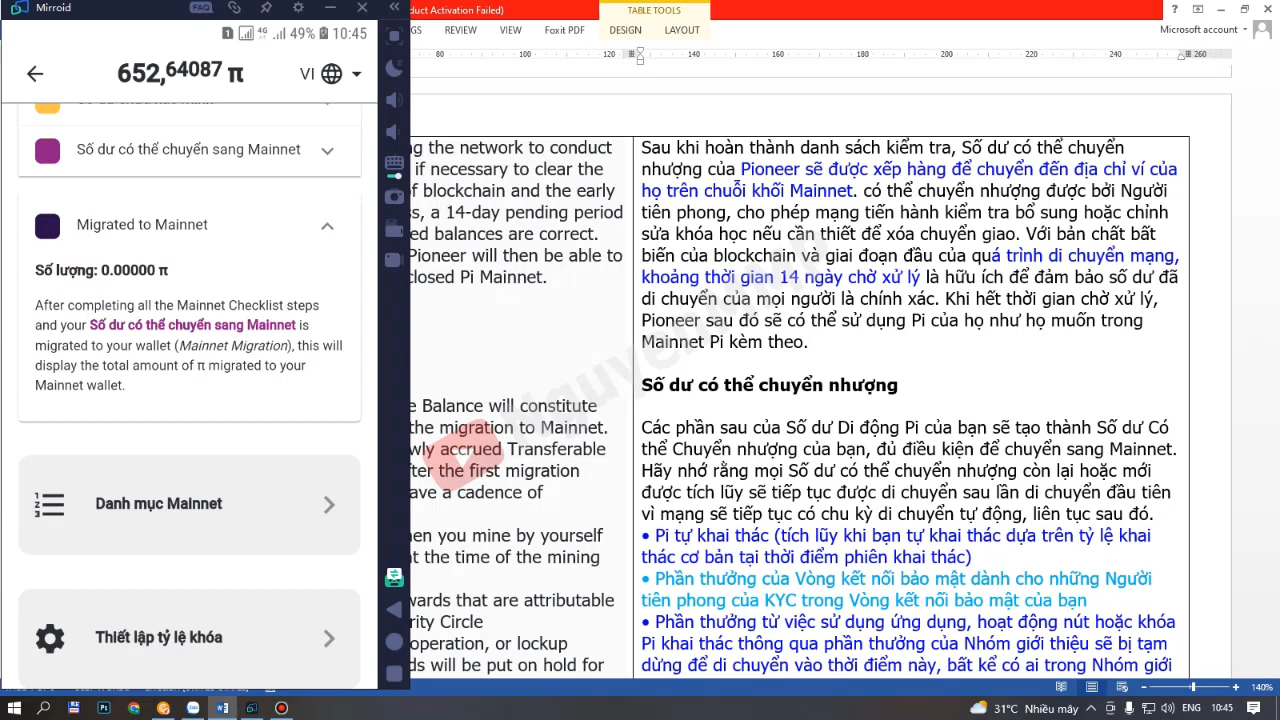 Mirroid
FAQ
duct Activation Failed)
TABLE TOOLS
GS REVIEW VIEW Foxit PDF DESIGN LAYOUT
Microsoft account
4G 49% 10:45
652,64087 π
VI
80 100 120 140 160 180 200 220 240 260
Số dư có thể chuyển sang Mainnet
Migrated to Mainnet
Số lượng: 0.00000 π
After completing all the Mainnet Checklist steps
and your Số dư có thể chuyển sang Mainnet is
migrated to your wallet (Mainnet Migration), this will
display the total amount of π migrated to your
Mainnet wallet.
Danh mục Mainnet
Thiết lập tỷ lệ khóa
ng the network to conduct
if necessary to clear the
of blockchain and the early
ss, a 14-day pending period
ed balances are correct.
Pioneer will then be able to
closed Pi Mainnet.
e Balance will constitute
the migration to Mainnet.
wly accrued Transferable
fter the first migration
ave a cadence of
hen you mine by yourself
at the time of the mining
wards that are attributable
rity Circle
operation, or lockup
ds will be put on hold for
Sau khi hoàn thành danh sách kiểm tra, Số dư có thể chuyển
nhượng của Pioneer sẽ được xếp hàng để chuyển đến địa chỉ ví của
họ trên chuỗi khối Mainnet. có thể chuyển nhượng được bởi Người
tiên phong, cho phép mạng tiến hành kiểm tra bổ sung hoặc chỉnh
sửa khóa học nếu cần thiết để xóa chuyển giao. Với bản chất bất
biến của blockchain và giai đoạn đầu của quá trình di chuyển mạng,
khoảng thời gian 14 ngày chờ xử lý là hữu ích để đảm bảo số dư đã
di chuyển của mọi người là chính xác. Khi hết thời gian chờ xử lý,
Pioneer sau đó sẽ có thể sử dụng Pi của họ như họ muốn trong
Mainnet Pi kèm theo.
Số dư có thể chuyển nhượng
Các phần sau của Số dư Di động Pi của bạn sẽ tạo thành Số dư Có
thể Chuyển nhượng của bạn, đủ điều kiện để chuyển sang Mainnet.
Hãy nhớ rằng mọi Số dư có thể chuyển nhượng còn lại hoặc mới
được tích lũy sẽ tiếp tục được di chuyển sau lần di chuyển đầu tiên
vì mạng sẽ tiếp tục có chu kỳ di chuyển tự động, liên tục sau đó.
• Pi tự khai thác (tích lũy khi bạn tự khai thác dựa trên tỷ lệ khai
thác cơ bản tại thời điểm phiên khai thác)
• Phần thưởng của Vòng kết nối bảo mật dành cho những Người
tiên phong của KYC trong Vòng kết nối bảo mật của bạn
• Phần thưởng từ việc sử dụng ứng dụng, hoạt động nút hoặc khóa
Pi khai thác thông qua phần thưởng của Nhóm giới thiệu sẽ bị tạm
dừng để di chuyển vào thời điểm này, bất kể có ai trong Nhóm giới
140%
31°C Nhiều mây ENG 10:45